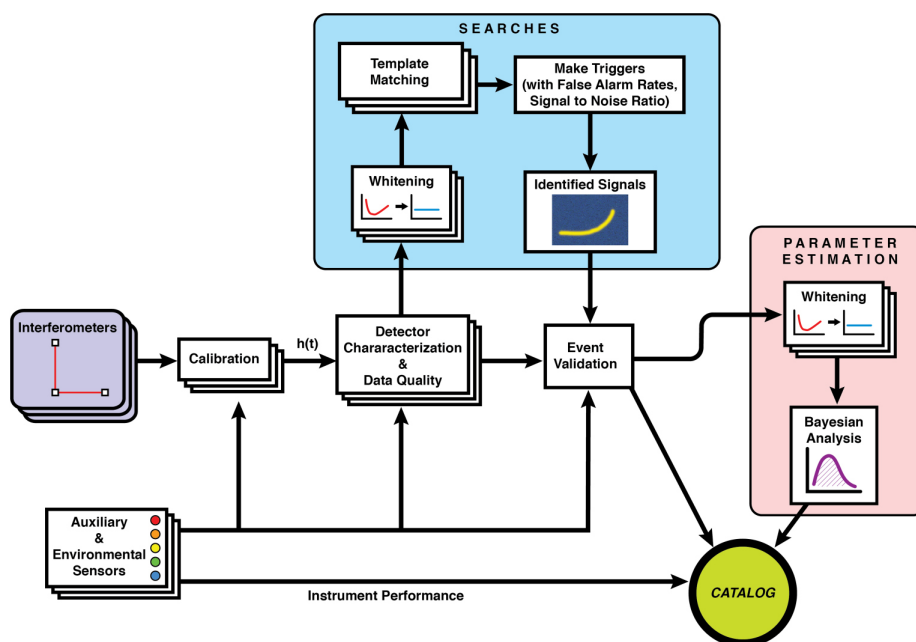 SEARCHES
Template
Matching
Make Triggers
(with False Alarm Rates,
Signal to Noise Ratio)
Whitening
Identified Signals
PARAMETER
ESTIMATION
Whitening
Interferometers
Calibration
h(t)
Detector
Chararacterization
&
Data Quality
Event
Validation
Bayesian
Analysis
Auxiliary
&
Environmental
Sensors
Instrument Performance
CATALOG